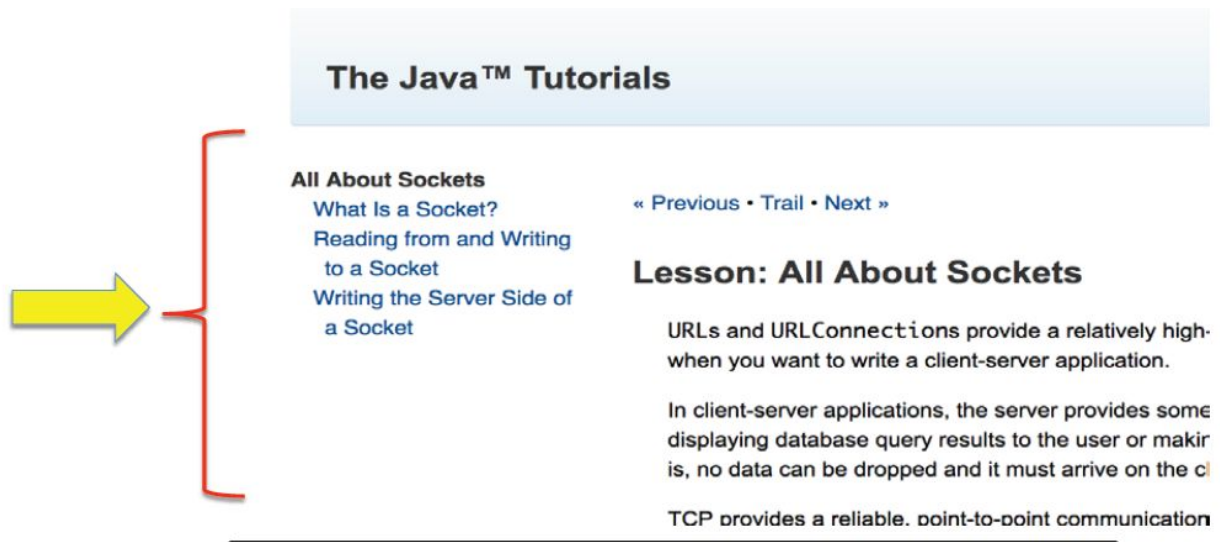 The Java™ Tutorials
All About Sockets
What Is a Socket?
Reading from and Writing
to a Socket
Writing the Server Side of
a Socket
« Previous • Trail • Next »
Lesson: All About Sockets
URLs and URLConnections provide a relatively high-
when you want to write a client-server application.
In client-server applications, the server provides some
displaying database query results to the user or makin
is, no data can be dropped and it must arrive on the cl
TCP provides a reliable, point-to-point communication